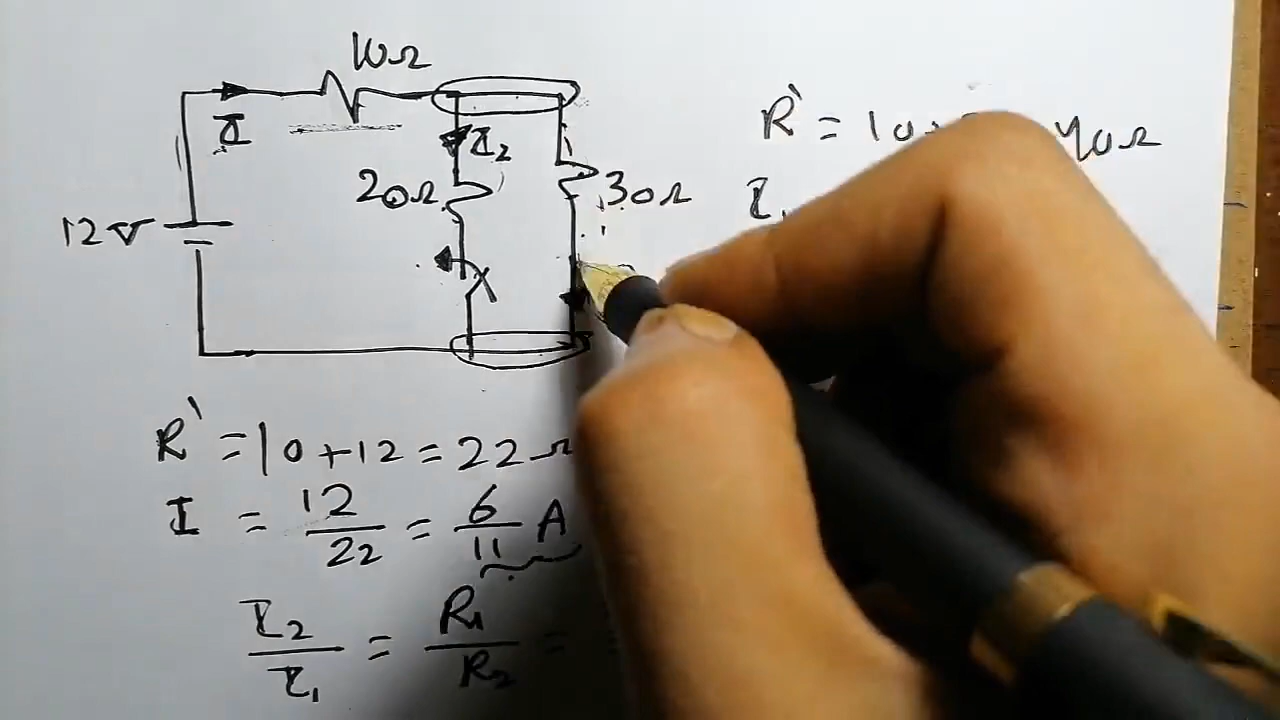 10Ω
I
I₂
20Ω
30Ω
12V
R` = 10 40Ω
I
R` = 10 + 12 = 22Ω
I = 12/22 = 6/11 A
I₂/I₁ = R₁/R₂ =